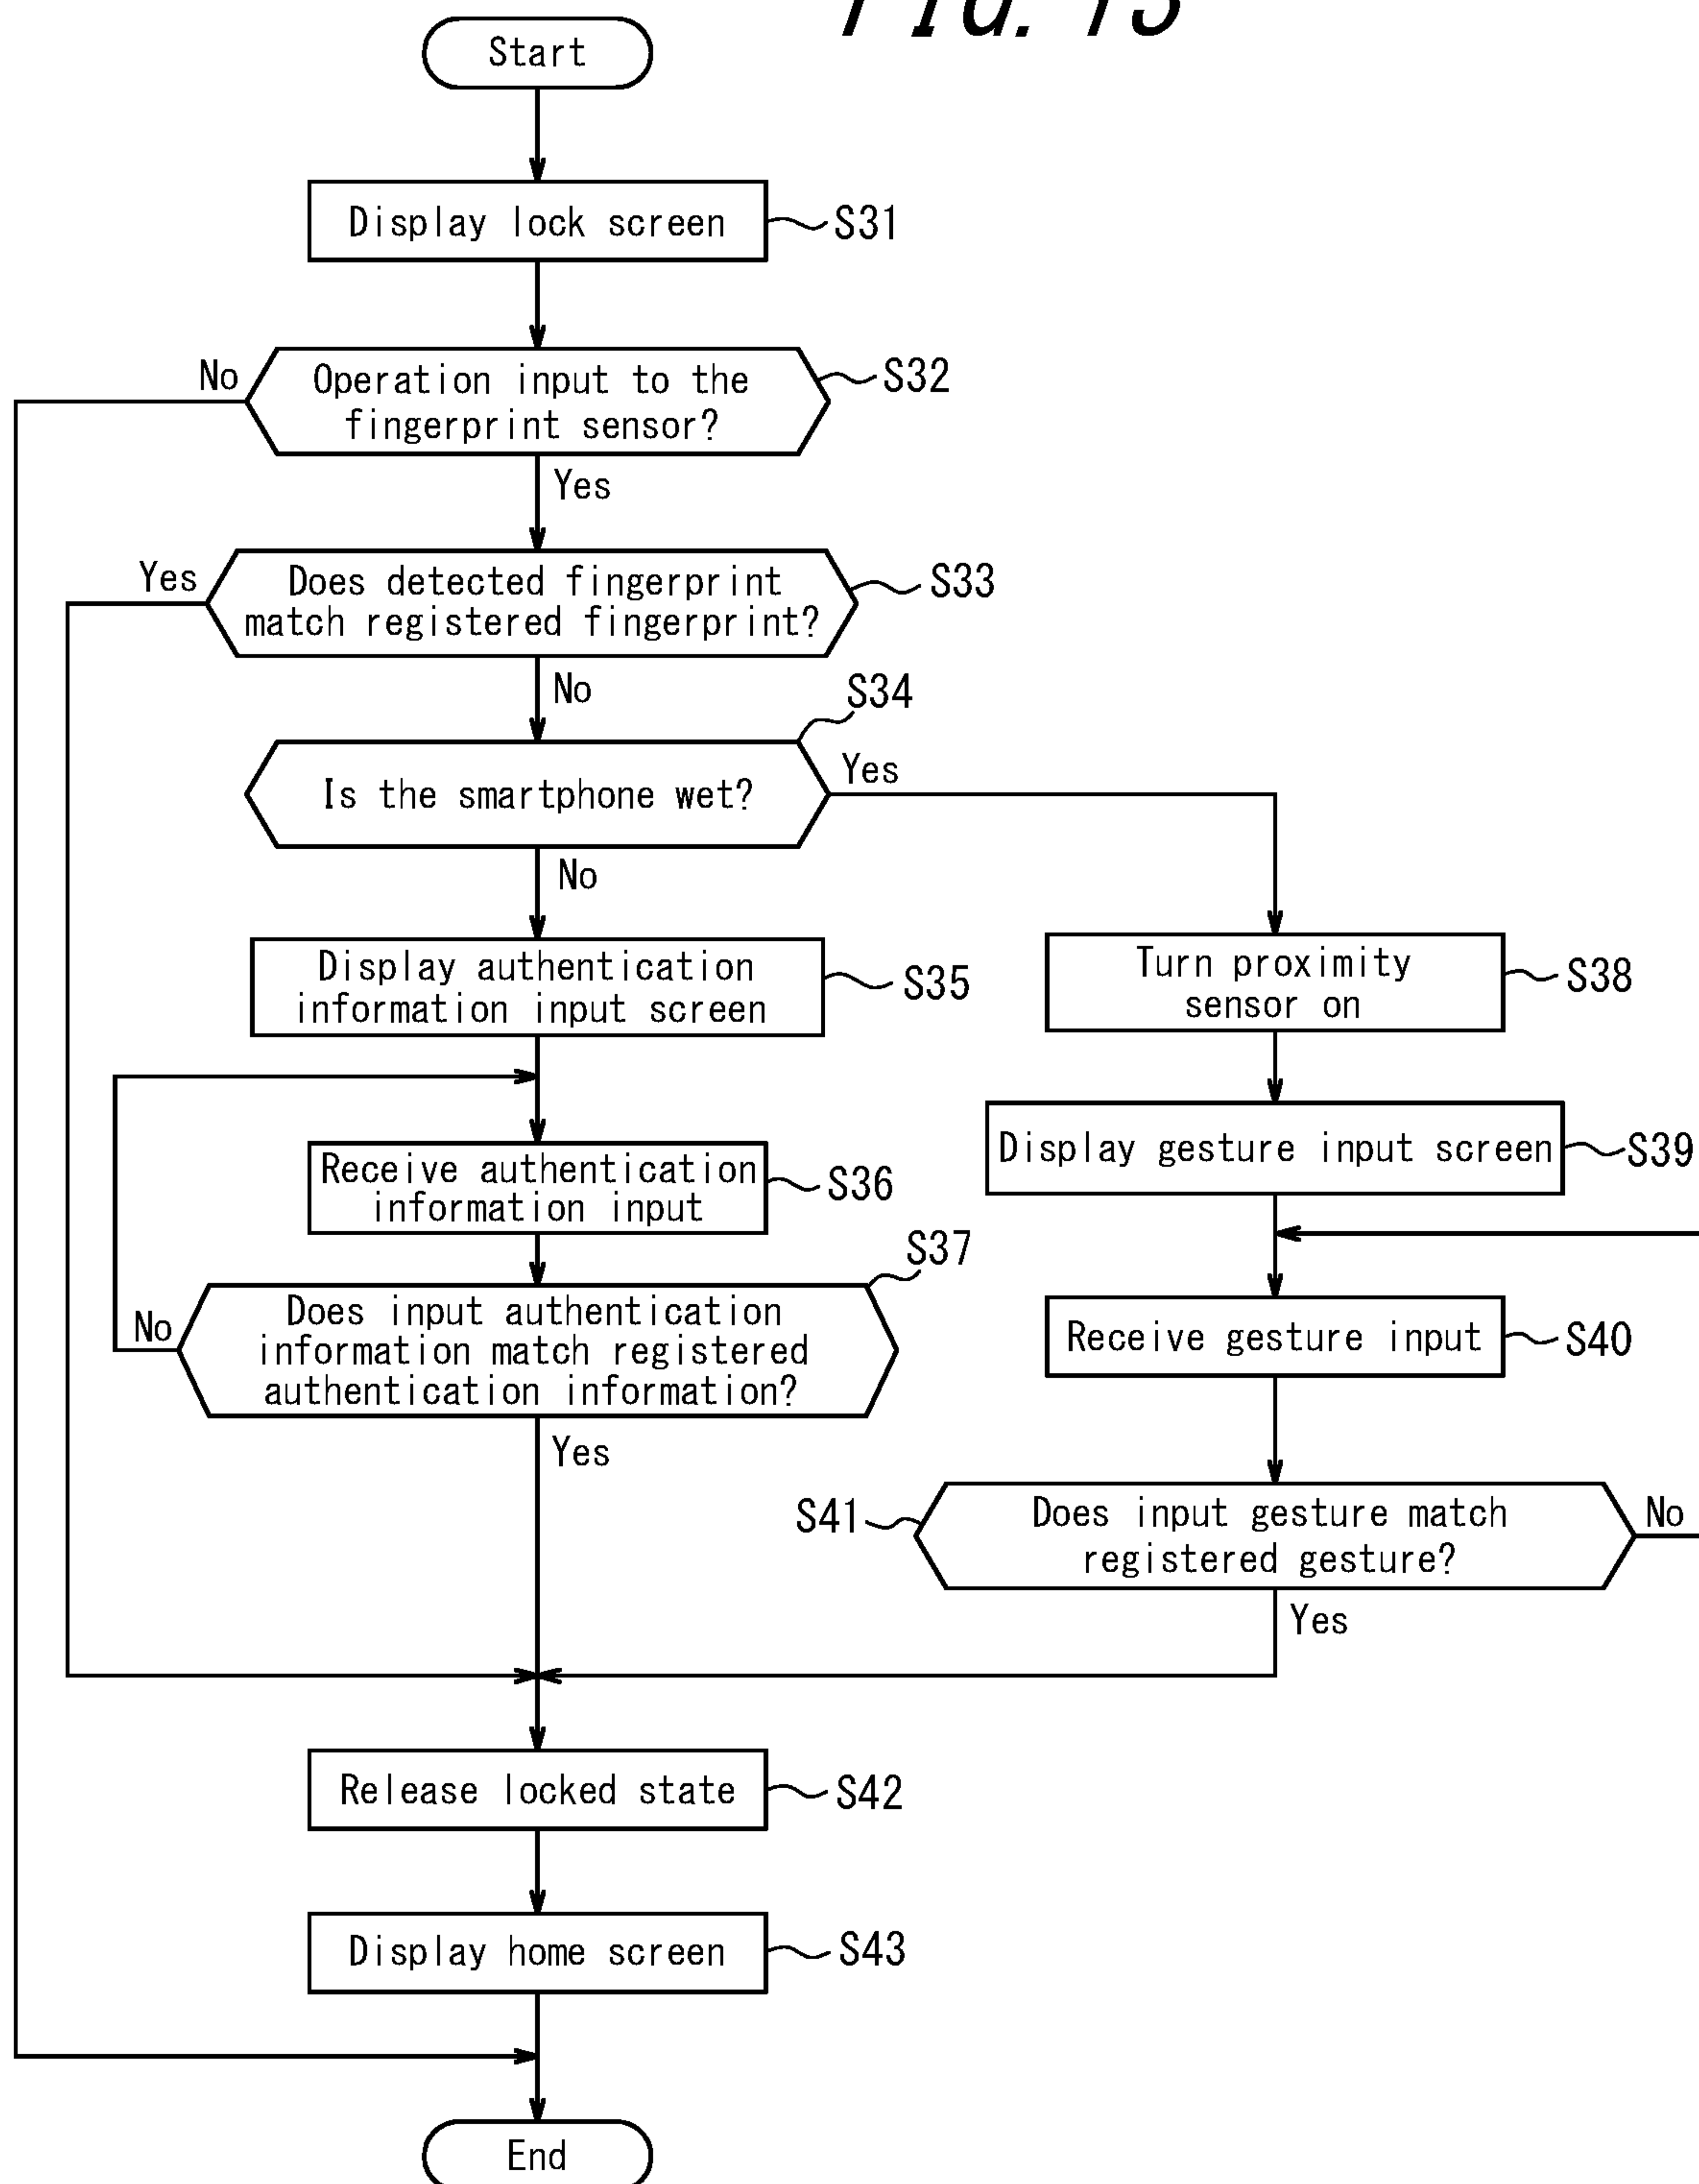 FIG. 13
Start
Display lock screen
S31
No
Operation input to the
fingerprint sensor?
S32
Yes
Yes
Does detected fingerprint
match registered fingerprint?
S33
No
S34
Is the smartphone wet?
Yes
No
Display authentication
information input screen
S35
Turn proximity
sensor on
S38
Display gesture input screen
S39
Receive authentication
information input
S36
S37
No
Does input authentication
information match registered
authentication information?
Receive gesture input
S40
Yes
S41
Does input gesture match
registered gesture?
No
Yes
Release locked state
S42
Display home screen
S43
End